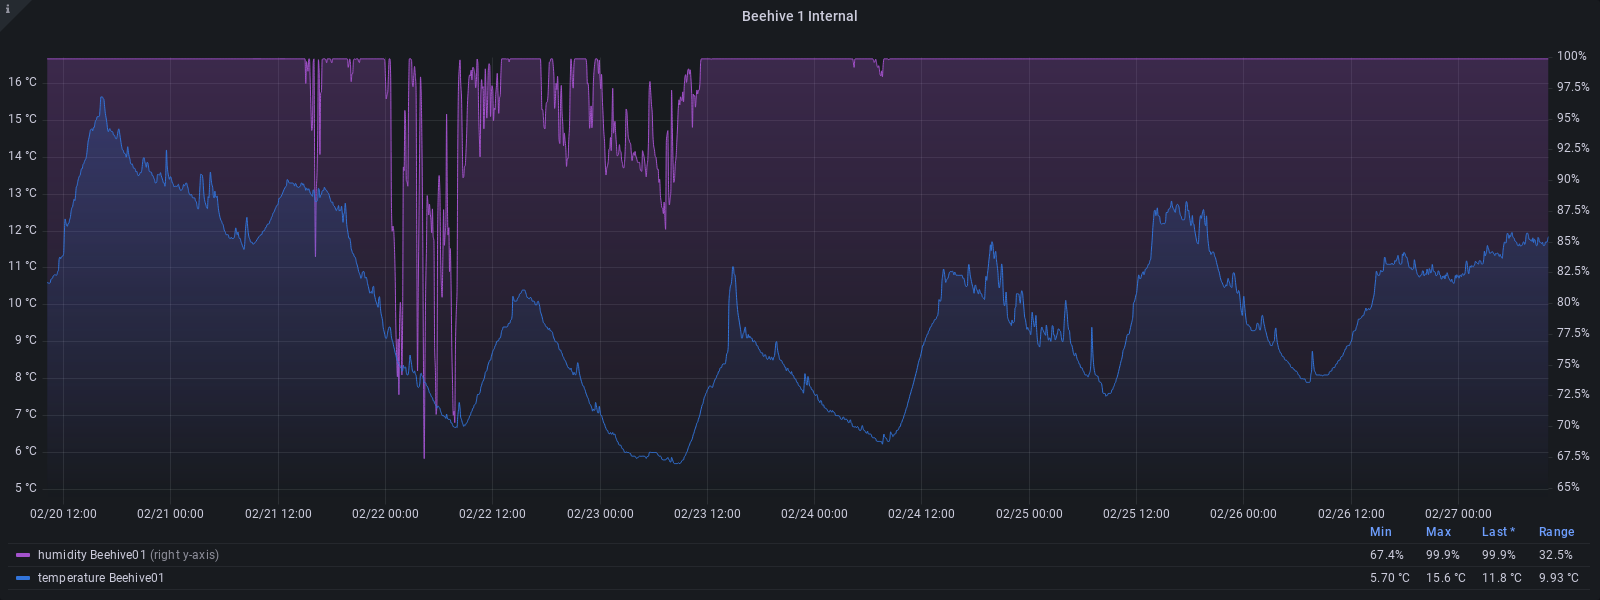 i
Beehive 1 Internal
16 °C
15 °C
14 °C
13 °C
12 °C
11 °C
10 °C
9 °C
8 °C
7 °C
6 °C
5 °C
100%
97.5%
95%
92.5%
90%
87.5%
85%
82.5%
80%
77.5%
75%
72.5%
70%
67.5%
65%
02/20 12:00 02/21 00:00 02/21 12:00 02/22 00:00 02/22 12:00 02/23 00:00 02/23 12:00 02/24 00:00 02/24 12:00 02/25 00:00 02/25 12:00 02/26 00:00 02/26 12:00 02/27 00:00
Min Max Last * Range
humidity Beehive01 (right y-axis) 67.4% 99.9% 99.9% 32.5%
temperature Beehive01 5.70 °C 15.6 °C 11.8 °C 9.93 °C